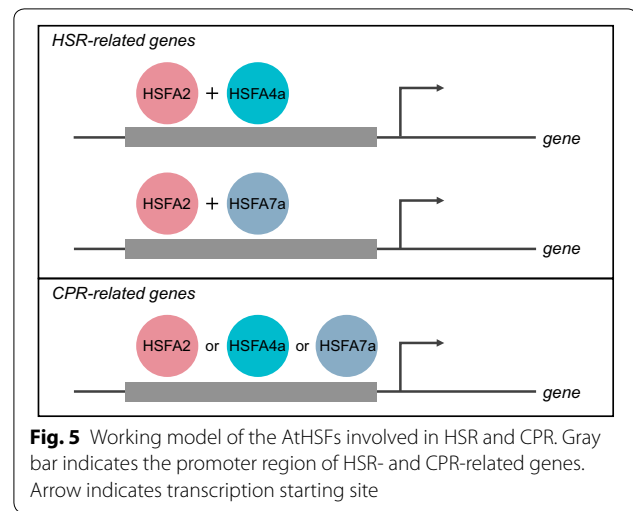 HSR-related genes
HSFA2 + HSFA4a
gene
HSFA2 + HSFA7a
gene
CPR-related genes
HSFA2 or HSFA4a or HSFA7a
gene
Fig. 5 Working model of the AtHSFs involved in HSR and CPR. Gray
bar indicates the promoter region of HSR- and CPR-related genes.
Arrow indicates transcription starting site